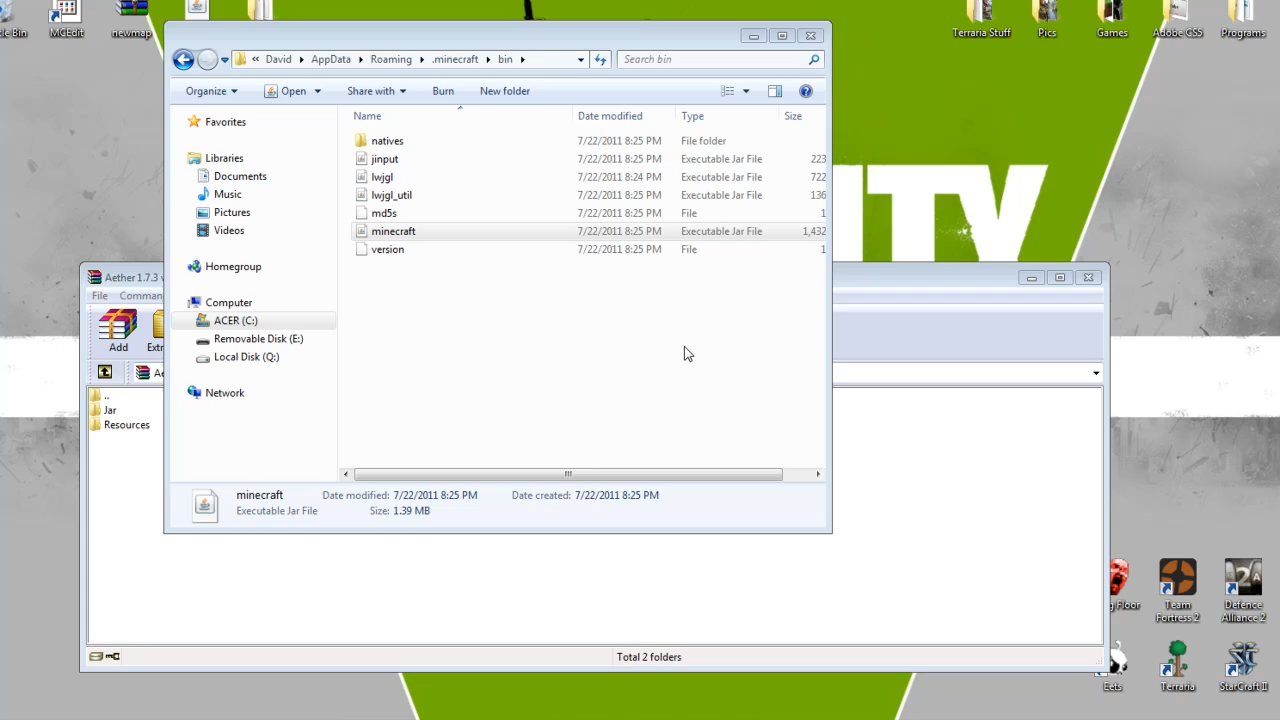 MCEdit
newmap
Terraria Stuff
Pics
Games
Adobe CS5
Programs
« David AppData Roaming .minecraft bin
Search bin
Organize Open Share with Burn New folder
Name Date modified Type Size
Favorites
Libraries
Documents
Music
Pictures
Videos
Homegroup
Computer
ACER (C:)
Removable Disk (E:)
Local Disk (Q:)
Network
natives 7/22/2011 8:25 PM File folder
jinput 7/22/2011 8:25 PM Executable Jar File 223
lwjgl 7/22/2011 8:24 PM Executable Jar File 722
lwjgl_util 7/22/2011 8:25 PM Executable Jar File 136
md5s 7/22/2011 8:25 PM File 1
minecraft 7/22/2011 8:25 PM Executable Jar File 1,432
version 7/22/2011 8:25 PM File 1
minecraft Date modified: 7/22/2011 8:25 PM Date created: 7/22/2011 8:25 PM
Executable Jar File Size: 1.39 MB
Aether 1.7.3
File
Add
..
Jar
Resources
Total 2 folders
Floor
Team Fortress 2
Defence Alliance 2
Eets
Terraria
StarCraft II